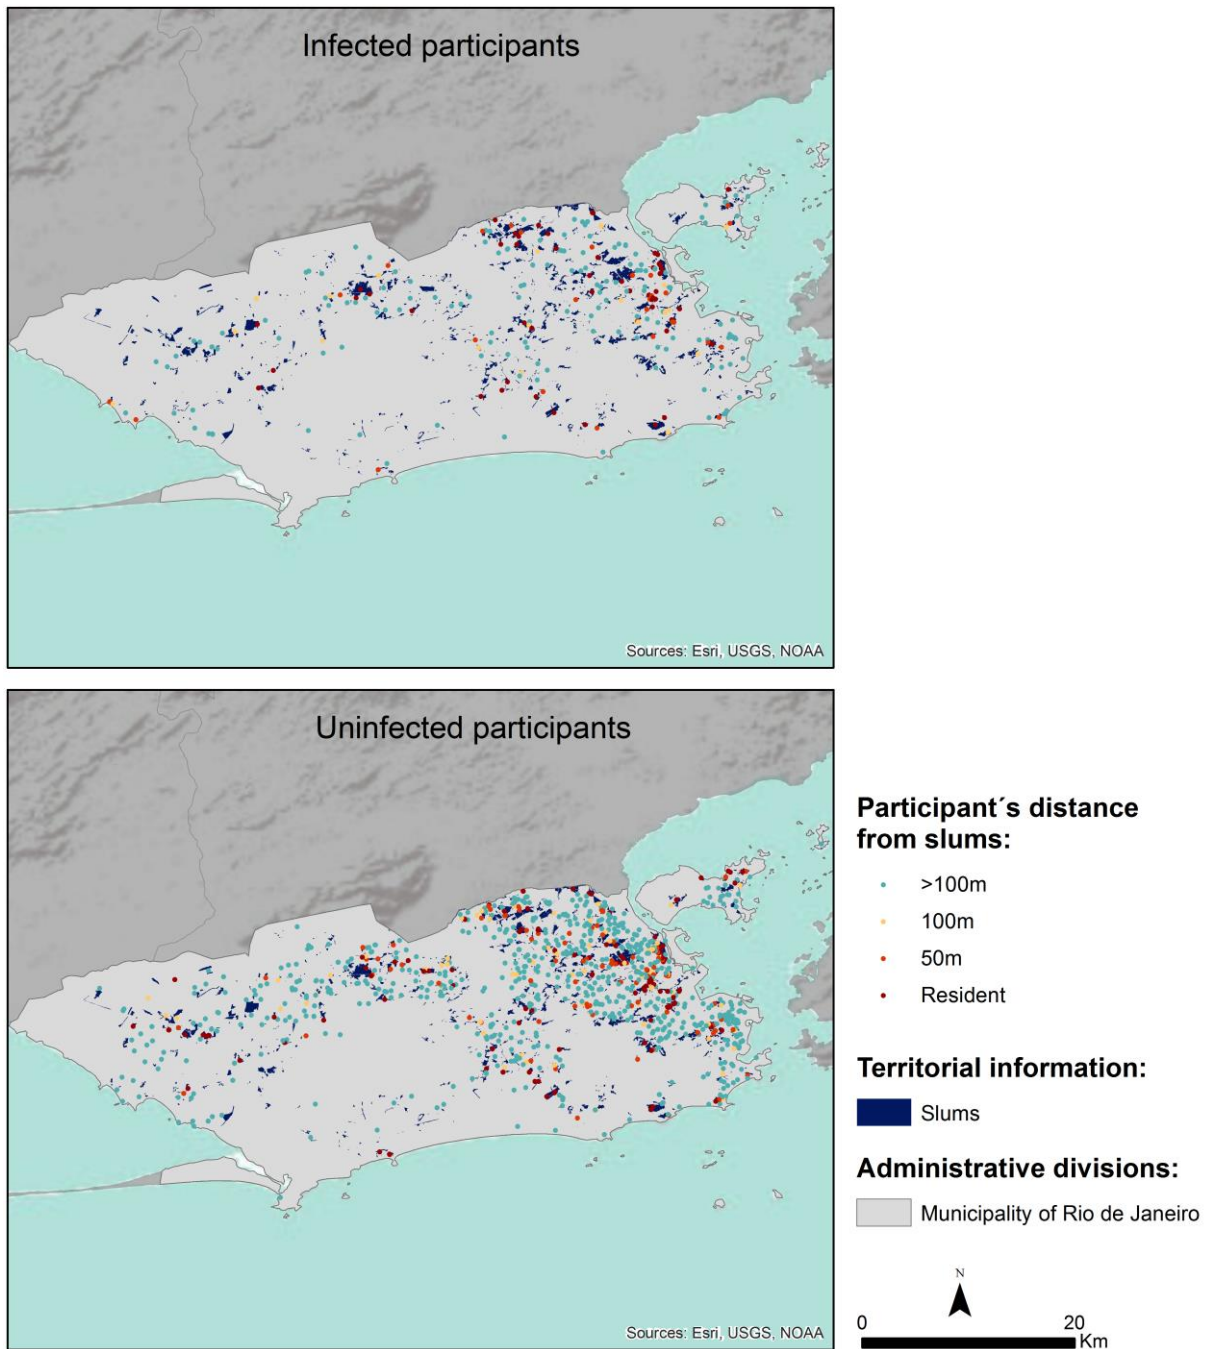 Infected participants
Sources: Esri, USGS, NOAA
Uninfected participants
Sources: Esri, USGS, NOAA
Participant´s distance
from slums:
>100m
100m
50m
Resident
Territorial information:
Slums
Administrative divisions:
Municipality of Rio de Janeiro
N
0 20
Km